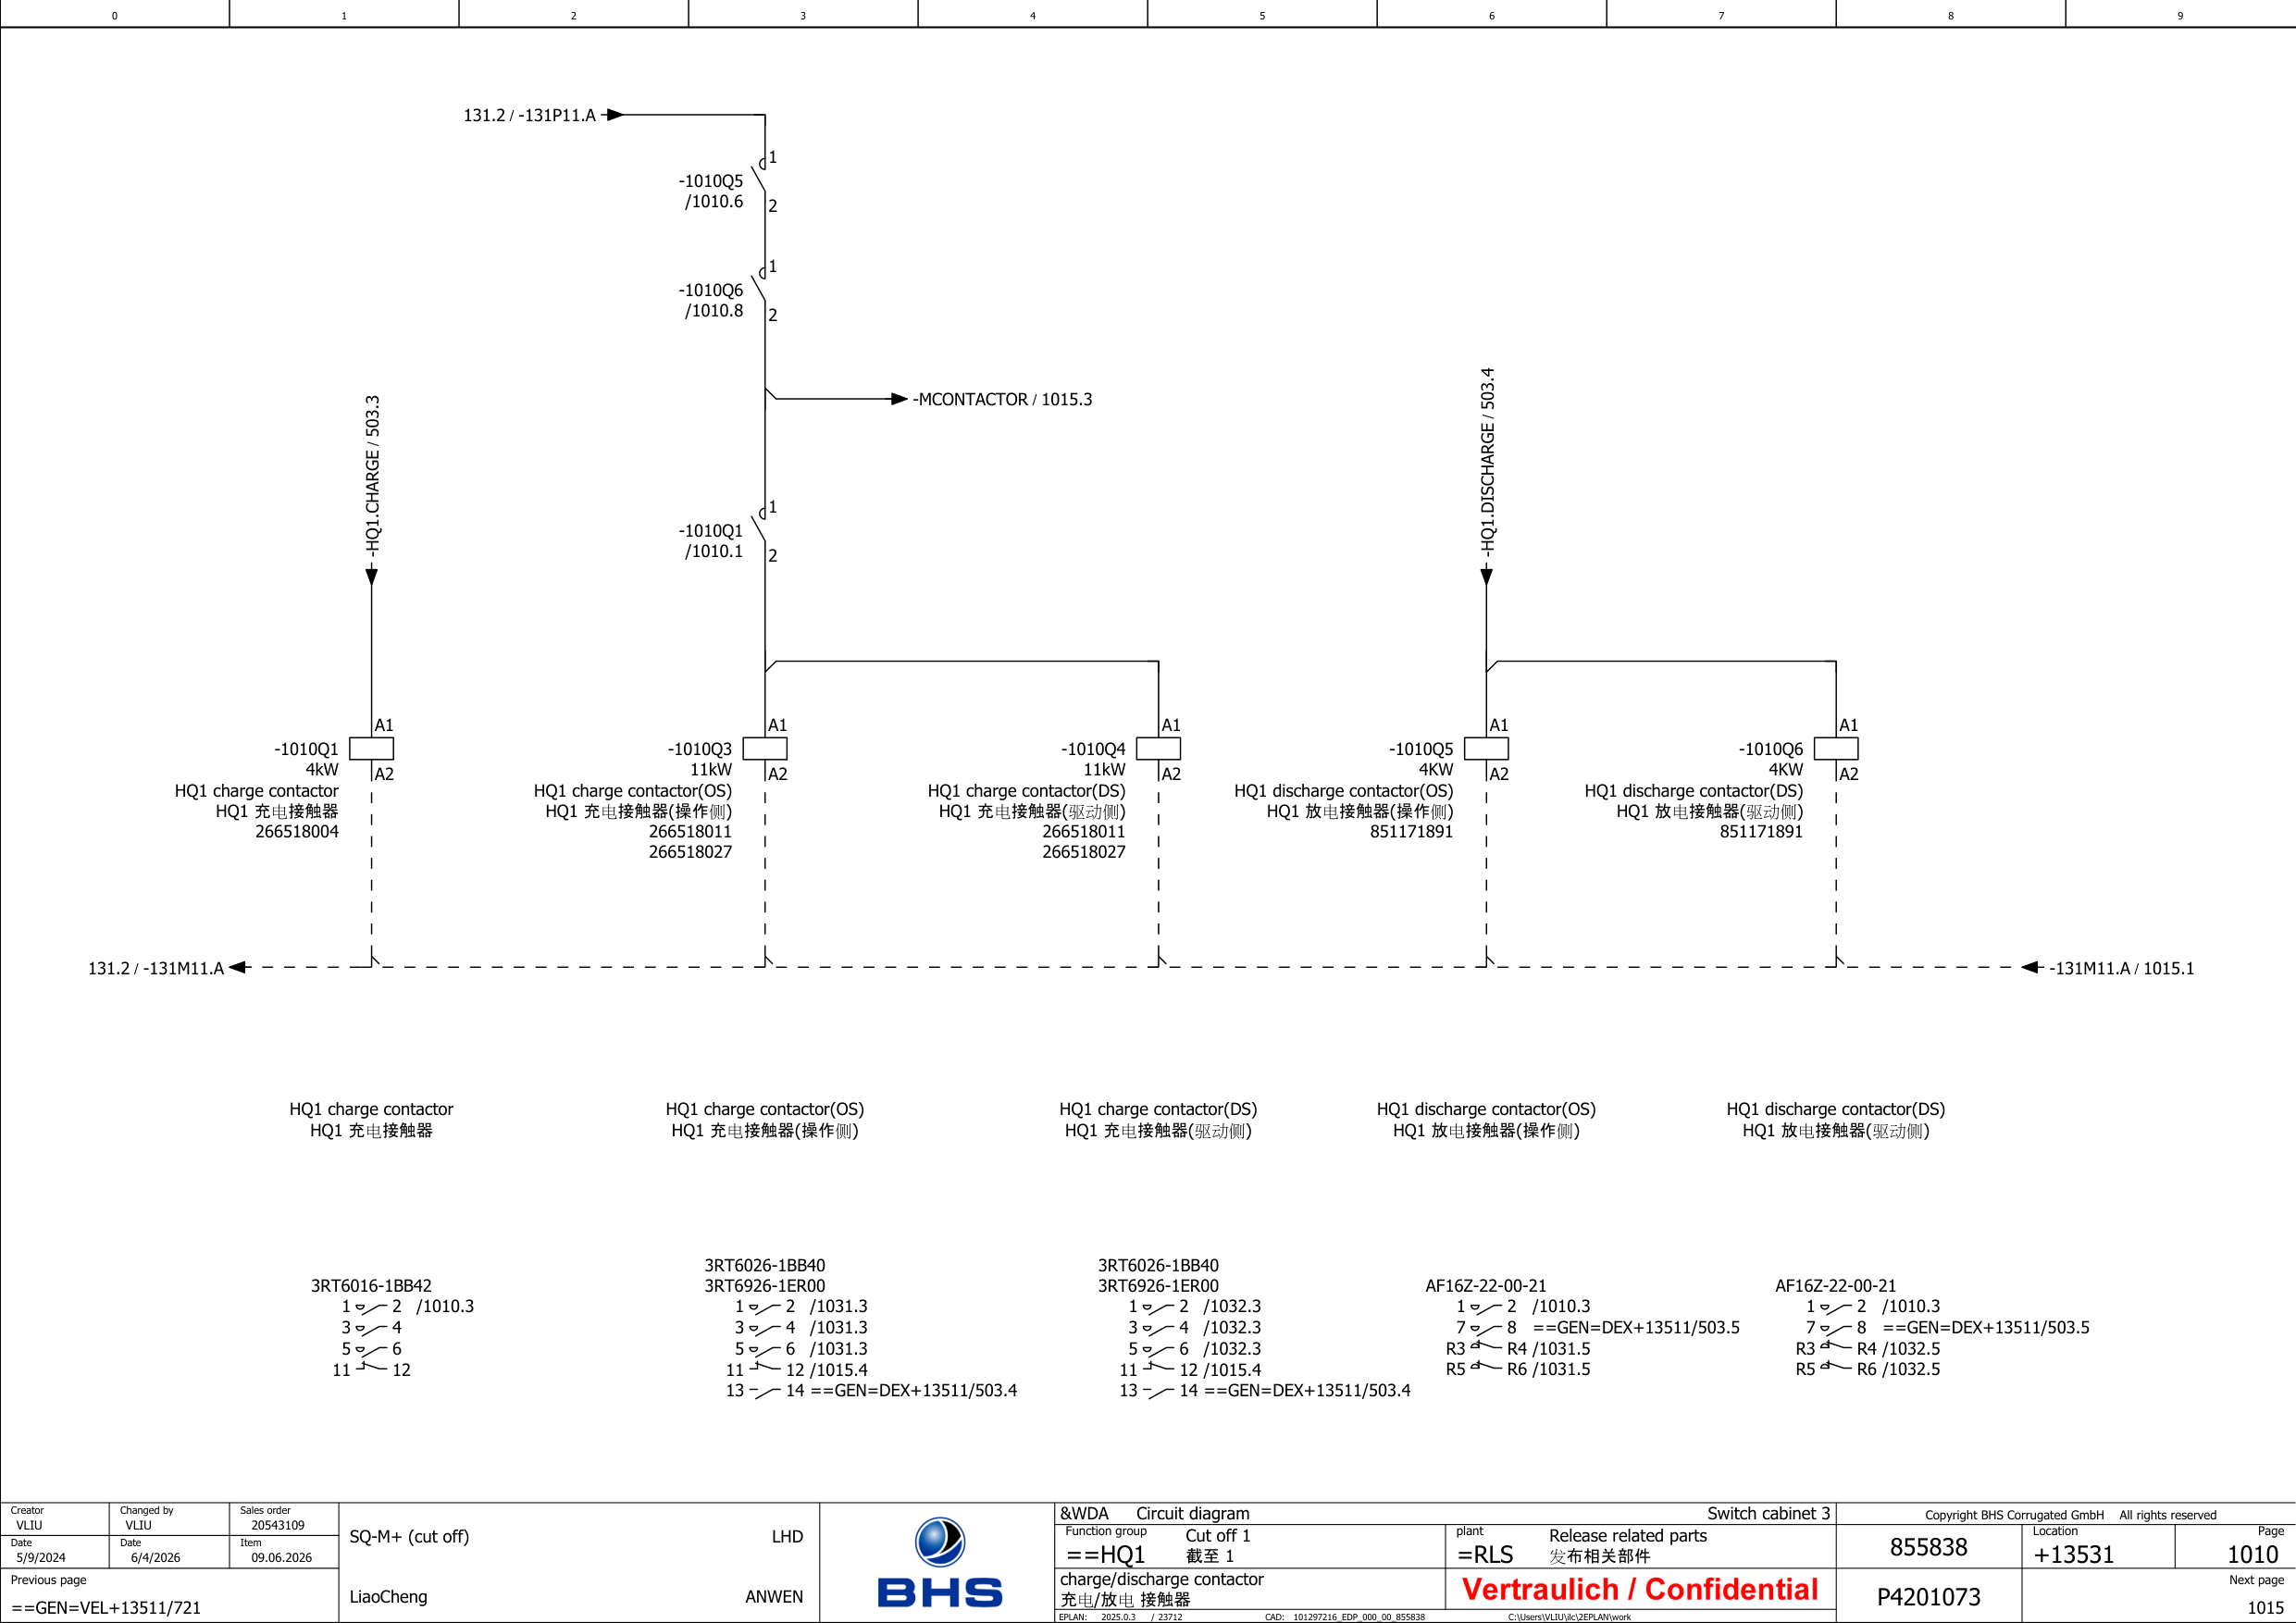 0 1 2 3 4 5 6 7 8 9
131.2 / -131P11.A
1
-1010Q5
/1010.6
2
1
-1010Q6
/1010.8
2
-MCONTACTOR / 1015.3
-HQ1.CHARGE / 503.3
-HQ1.DISCHARGE / 503.4
1
-1010Q1
/1010.1
2
A1
-1010Q1
4kW
A2
HQ1 charge contactor
HQ1 充电接触器
266518004
A1
-1010Q3
11kW
A2
HQ1 charge contactor(OS)
HQ1 充电接触器(操作侧)
266518011
266518027
A1
-1010Q4
11kW
A2
HQ1 charge contactor(DS)
HQ1 充电接触器(驱动侧)
266518011
266518027
A1
-1010Q5
4KW
A2
HQ1 discharge contactor(OS)
HQ1 放电接触器(操作侧)
851171891
A1
-1010Q6
4KW
A2
HQ1 discharge contactor(DS)
HQ1 放电接触器(驱动侧)
851171891
131.2 / -131M11.A
-131M11.A / 1015.1
HQ1 charge contactor
HQ1 充电接触器
HQ1 charge contactor(OS)
HQ1 充电接触器(操作侧)
HQ1 charge contactor(DS)
HQ1 充电接触器(驱动侧)
HQ1 discharge contactor(OS)
HQ1 放电接触器(操作侧)
HQ1 discharge contactor(DS)
HQ1 放电接触器(驱动侧)
3RT6016-1BB42
1 2 /1010.3
3 4
5 6
11 12
3RT6026-1BB40
3RT6926-1ER00
1 2 /1031.3
3 4 /1031.3
5 6 /1031.3
11 12 /1015.4
13 14 ==GEN=DEX+13511/503.4
3RT6026-1BB40
3RT6926-1ER00
1 2 /1032.3
3 4 /1032.3
5 6 /1032.3
11 12 /1015.4
13 14 ==GEN=DEX+13511/503.4
AF16Z-22-00-21
1 2 /1010.3
7 8 ==GEN=DEX+13511/503.5
R3 R4 /1031.5
R5 R6 /1031.5
AF16Z-22-00-21
1 2 /1010.3
7 8 ==GEN=DEX+13511/503.5
R3 R4 /1032.5
R5 R6 /1032.5
Creator
VLIU
Changed by
VLIU
Sales order
20543109
Date
5/9/2024
Date
6/4/2026
Item
09.06.2026
Previous page
==GEN=VEL+13511/721
SQ-M+ (cut off)
LHD
LiaoCheng
ANWEN
BHS
&WDA Circuit diagram
Switch cabinet 3
Function group
==HQ1
Cut off 1
截至 1
plant
=RLS
Release related parts
发布相关部件
charge/discharge contactor
充电/放电 接触器
Vertraulich / Confidential
EPLAN: 2025.0.3 / 23712
CAD: 101297216_EDP_000_00_855838
C:\Users\VLIU\ilc\2EPLAN\work
Copyright BHS Corrugated GmbH All rights reserved
855838
Location
+13531
Page
1010
P4201073
Next page
1015